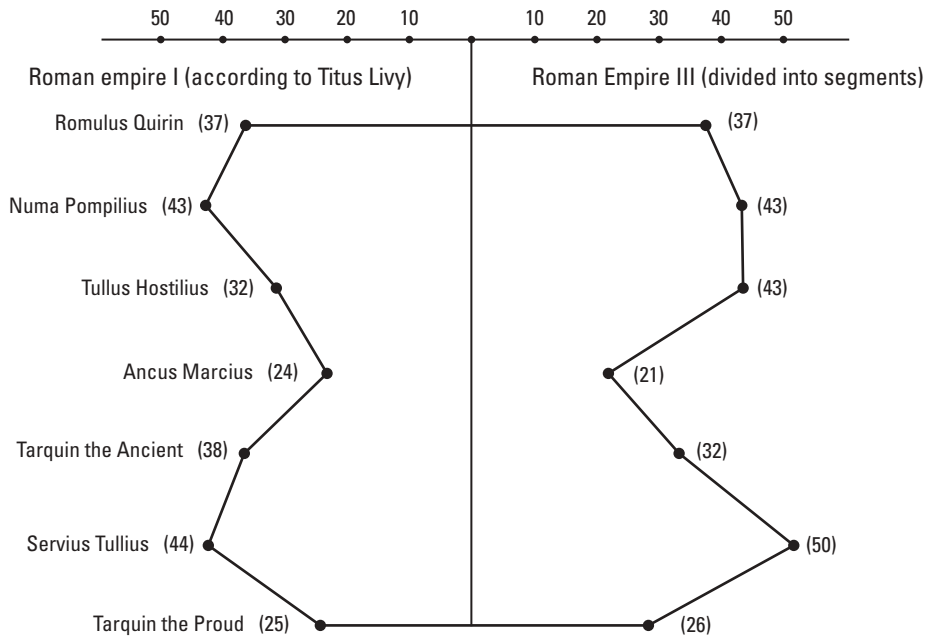 50 40 30 20 10 10 20 30 40 50
Roman empire I (according to Titus Livy) Roman Empire III (divided into segments)
Romulus Quirin (37) (37)
Numa Pompilius (43) (43)
Tullus Hostilius (32) (43)
Ancus Marcius (24) (21)
Tarquin the Ancient (38) (32)
Servius Tullius (44) (50)
Tarquin the Proud (25) (26)